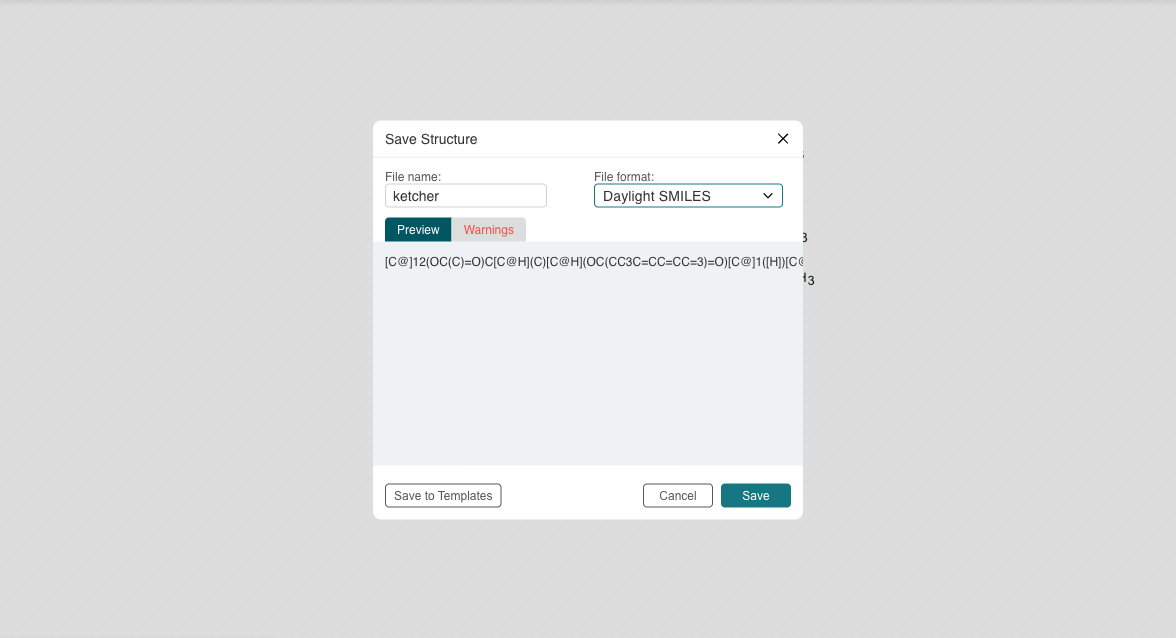 Save Structure
File name:
File format:
ketcher
Daylight SMILES
Preview
Warnings
[C@]12(OC(C)=O)C[C@H](C)[C@H](OC(CC3C=CC=CC=3)=O)[C@]1([H])[C@
3
Save to Templates
Cancel
Save